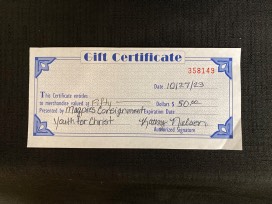 Gift Certificate
358149
Date 10/27/23
This Certificate entitles
to merchandise valued at Fifty Dollars $ 50.00
Presented by Magpies Consignment Expiration Date
Youth for Christ
Authorized Signature